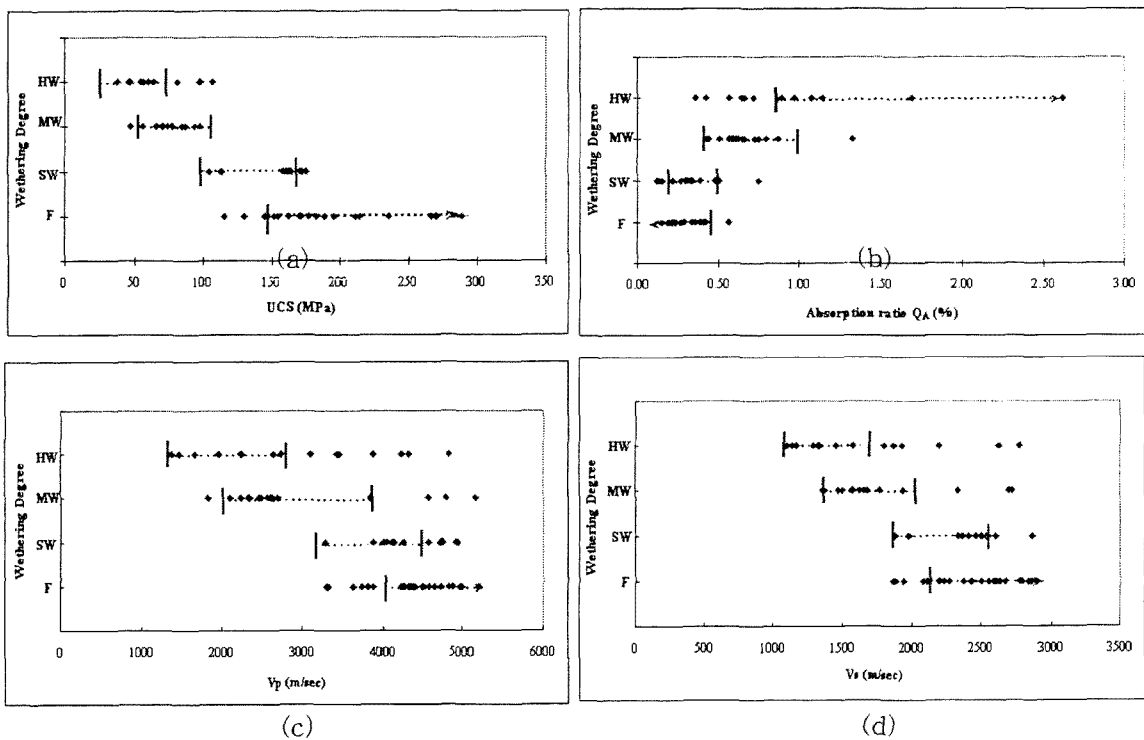 Wethering Degree
HW
MW
SW
F
0 50 100 150 200 250 300 350
UCS (MPa)
(a)
Wethering Degree
HW
MW
SW
F
0.00 0.50 1.00 1.50 2.00 2.50 3.00
Absorption ratio QA (%)
(b)
Wethering Degree
HW
MW
SW
F
0 1000 2000 3000 4000 5000 6000
Vp (m/sec)
(c)
Wethering Degree
HW
MW
SW
F
0 500 1000 1500 2000 2500 3000 3500
Vs (m/sec)
(d)